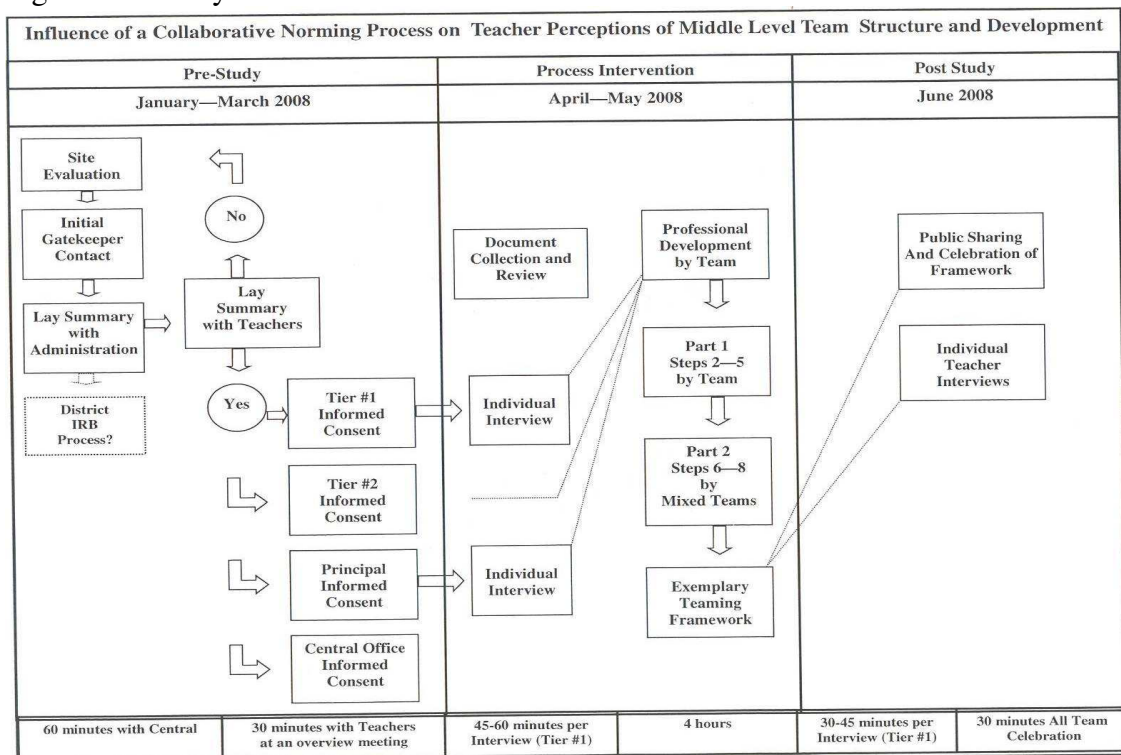 Influence of a Collaborative Norming Process on Teacher Perceptions of Middle Level Team Structure and Development
Pre-Study
Process Intervention
Post Study
January—March 2008
April—May 2008
June 2008
Site
Evaluation
Initial
Gatekeeper
Contact
Lay Summary
with
Administration
District
IRB
Process?
No
Lay
Summary
with Teachers
Yes
Tier #1
Informed
Consent
Tier #2
Informed
Consent
Principal
Informed
Consent
Central Office
Informed
Consent
Document
Collection and
Review
Individual
Interview
Individual
Interview
Professional
Development
by Team
Part 1
Steps 2—5
by Team
Part 2
Steps 6—8
by
Mixed Teams
Exemplary
Teaming
Framework
Public Sharing
And Celebration of
Framework
Individual
Teacher
Interviews
60 minutes with Central
30 minutes with Teachers
at an overview meeting
45-60 minutes per
Interview (Tier #1)
4 hours
30-45 minutes per
Interview (Tier #1)
30 minutes All Team
Celebration